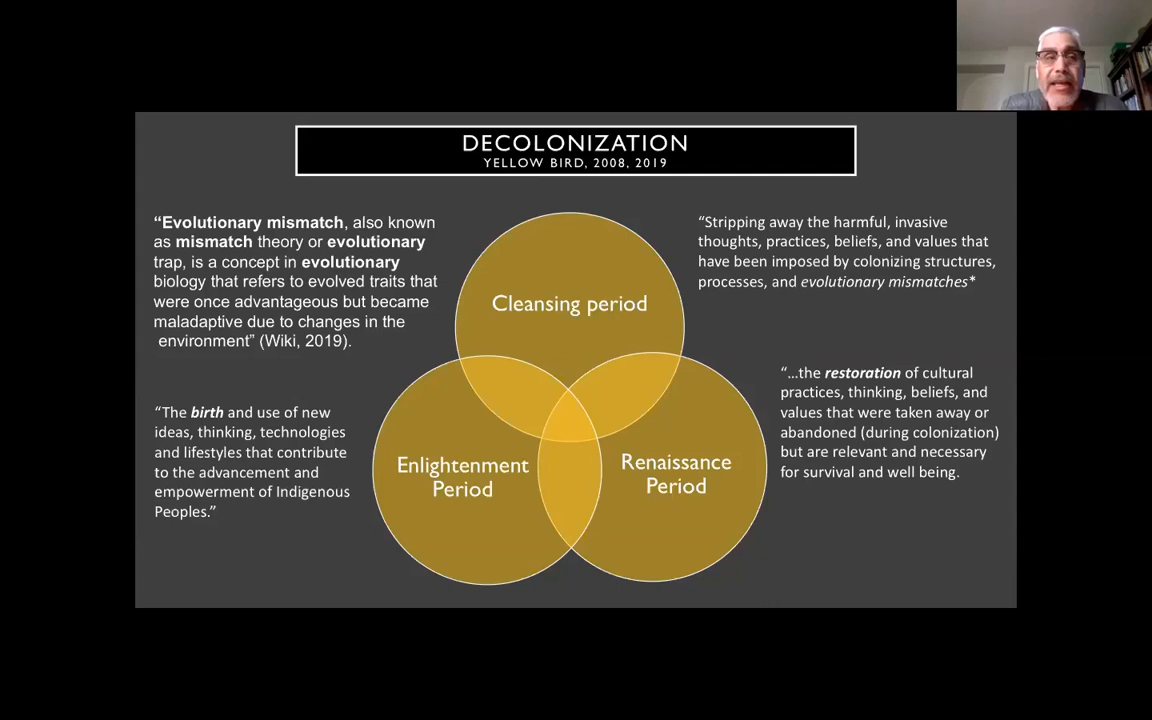 DECOLONIZATION
YELLOW BIRD, 2008, 2019
“Evolutionary mismatch, also known
as mismatch theory or evolutionary
trap, is a concept in evolutionary
biology that refers to evolved traits that
were once advantageous but became
maladaptive due to changes in the
environment” (Wiki, 2019).
“Stripping away the harmful, invasive
thoughts, practices, beliefs, and values that
have been imposed by colonizing structures,
processes, and evolutionary mismatches*
Cleansing period
“The birth and use of new
ideas, thinking, technologies
and lifestyles that contribute
to the advancement and
empowerment of Indigenous
Peoples.”
Enlightenment
Period
Renaissance
Period
“…the restoration of cultural
practices, thinking, beliefs, and
values that were taken away or
abandoned (during colonization)
but are relevant and necessary
for survival and well being.